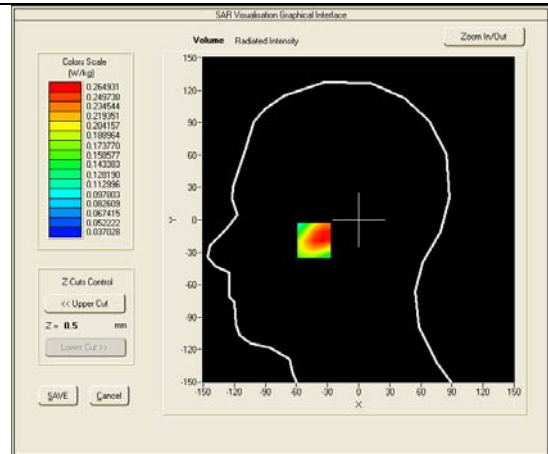 SAR Visualisation Graphical Interface
Volume Radiated Intensity
Zoom In/Out
Colors Scale
(W/kg)
0.264931
0.249738
0.234544
0.219351
0.204157
0.188964
0.173770
0.158577
0.143383
0.128190
0.112996
0.097803
0.082609
0.067415
0.052222
0.037028
Z Cuts Control
<< Upper Cut
Z = 0.5 mm
Lower Cut >>
SAVE Cancel
150
120
90
60
30
0
-30
-60
-90
-120
-150
Y
-150 -120 -90 -60 -30 0 30 60 90 120 150
X